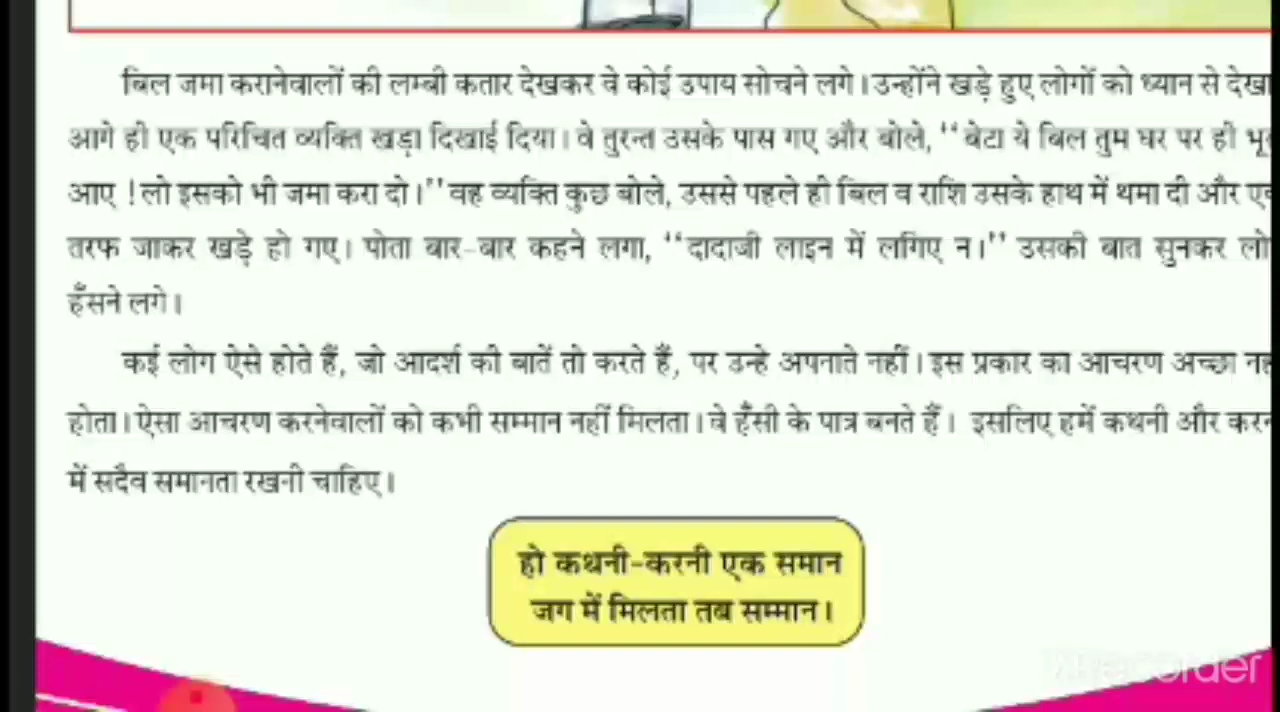 बिल जमा करानेवालों की लम्बी कतार देखकर वे कोई उपाय सोचने लगे। उन्होंने खड़े हुए लोगों को ध्यान से देखा
आगे ही एक परिचित व्यक्ति खड़ा दिखाई दिया। वे तुरन्त उसके पास गए और बोले, “बेटा ये बिल तुम घर पर ही
आए ! लो इसको भी जमा करा दो।” वह व्यक्ति कुछ बोले, उससे पहले ही बिल व राशि उसके हाथ में थमा दी और
तरफ जाकर खड़े हो गए। पोता बार-बार कहने लगा, “दादाजी लाइन में लगिए न।” उसकी बात सुनकर
हँसने लगे।
कई लोग ऐसे होते हैं, जो आदर्श की बातें तो करते हैं, पर उन्हे अपनाते नहीं। इस प्रकार का आचरण अच्छा
होता। ऐसा आचरण करनेवालों को कभी सम्मान नहीं मिलता। वे हँसी के पात्र बनते हैं। इसलिए हमें कथनी और
में सदैव समानता रखनी चाहिए।
हो कथनी-करनी एक समान
जग में मिलता तब सम्मान।
recorder